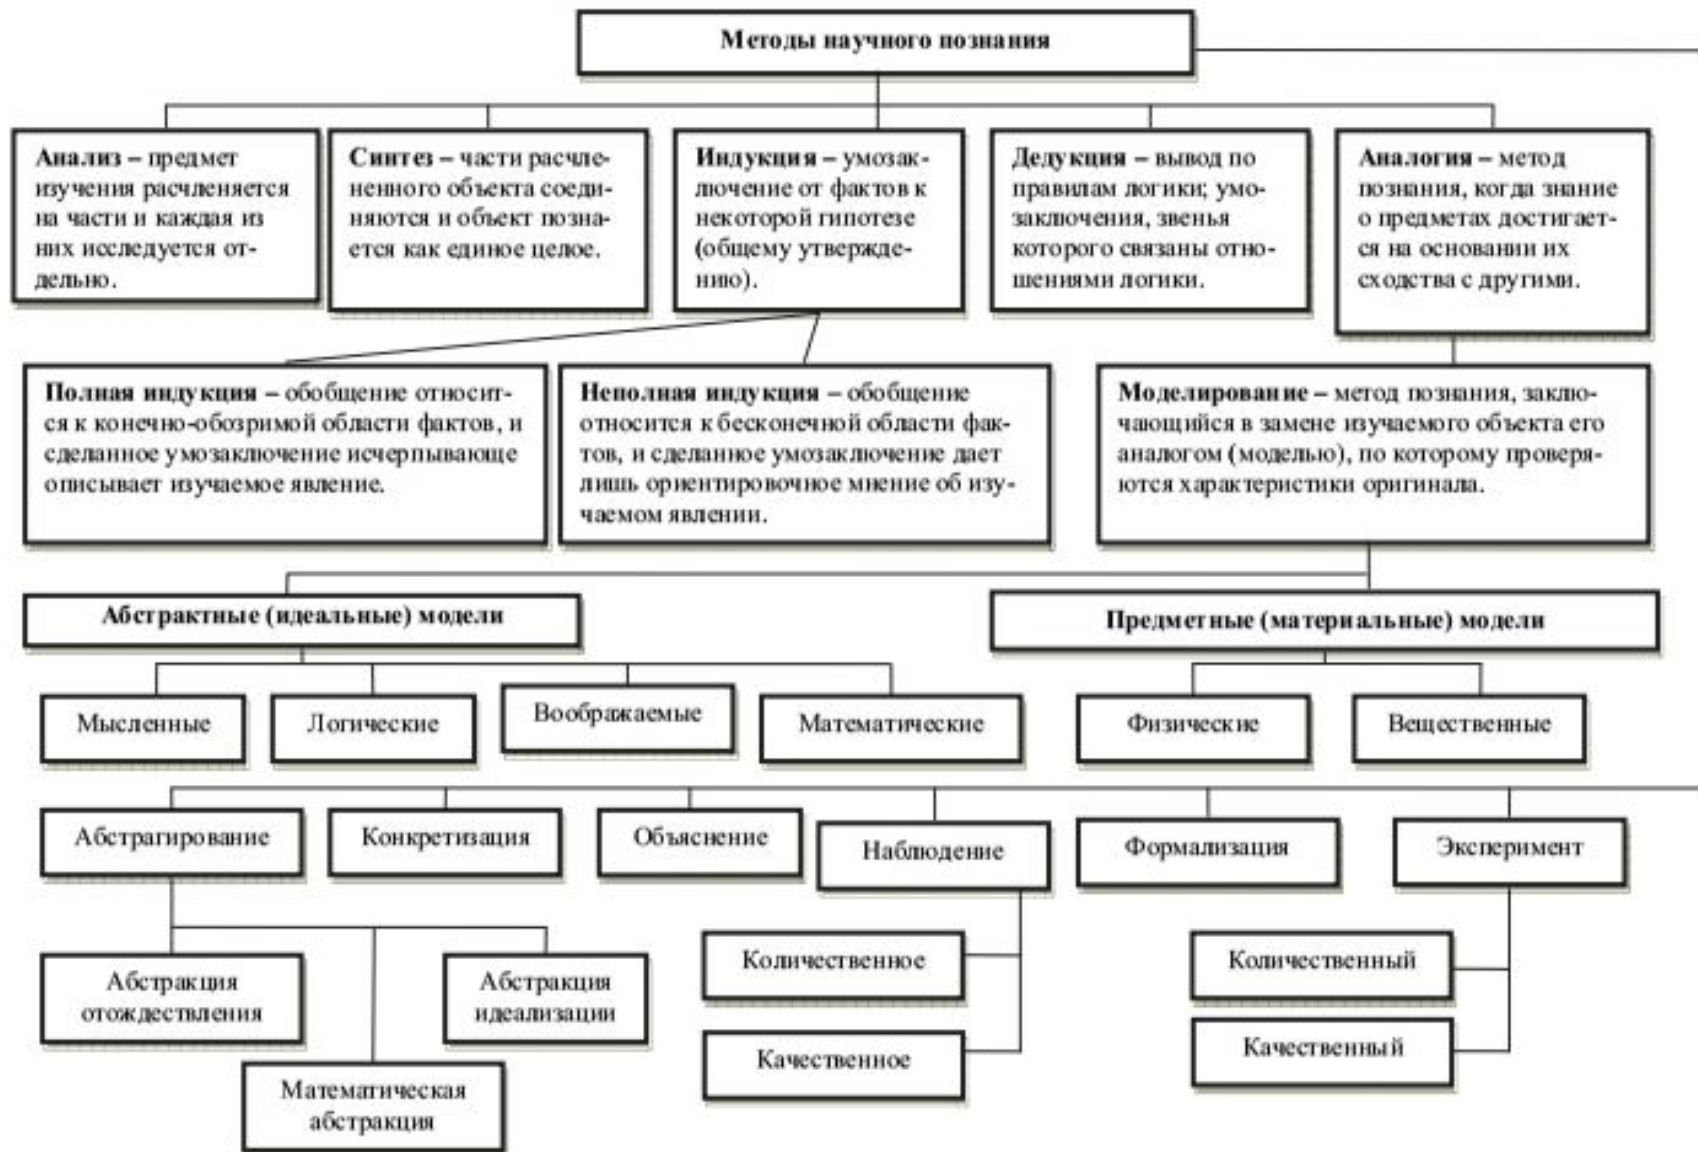 Методы научного познания
Анализ – предмет
изучения расчленяется
на части и каждая из
них исследуется от-
дельно.
Синтез – части расчле-
ненного объекта соеди-
няются и объект позна-
ется как единое целое.
Индукция – умозак-
лючение от фактов к
некоторой гипотезе
(общему утвержде-
нию).
Дедукция – вывод по
правилам логики; умо-
заключения, звенья
которого связаны отно-
шениями логики.
Аналогия – метод
познания, когда знание
о предметах достигает-
ся на основании их
сходства с другими.
Полная индукция – обобщение относит-
ся к конечно-обозримой области фактов, и
сделанное умозаключение исчерпывающе
описывает изучаемое явление.
Неполная индукция – обобщение
относится к бесконечной области фак-
тов, и сделанное умозаключение дает
лишь ориентировочное мнение об изу-
чаемом явлении.
Моделирование – метод познания, заклю-
чающийся в замене изучаемого объекта его
аналогом (моделью), по которому проверя-
ются характеристики оригинала.
Абстрактные (идеальные) модели
Предметные (материальные) модели
Мысленные
Логические
Воображаемые
Математические
Физические
Вещественные
Абстрагирование
Конкретизация
Объяснение
Наблюдение
Формализация
Эксперимент
Абстракция
отождествления
Математическая
абстракция
Абстракция
идеализации
Количественное
Качественное
Количественный
Качественный